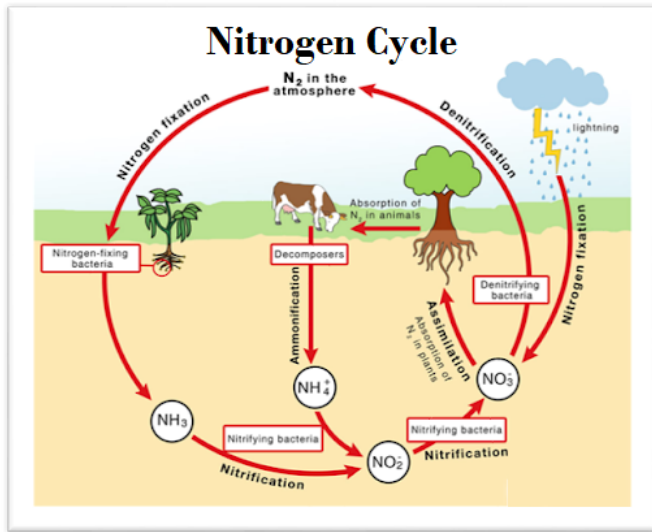 Nitrogen Cycle
N₂ in the
atmosphere
Nitrogen fixation
Denitrification
lightning
Absorption of
N₂ in animals
Nitrogen-fixing
bacteria
Decomposers
Denitrifying
bacteria
Nitrogen fixation
Ammonification
Assimilation
Absorption of
N₂ in plants
NH₄⁺
NO₃⁻
NH₃
Nitrifying bacteria
Nitrifying bacteria
NO₂⁻
Nitrification
Nitrification